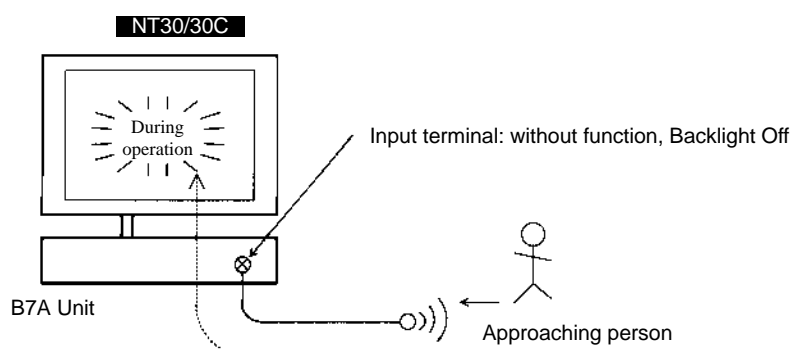 NT30/30C
During
operation
Input terminal: without function, Backlight Off
B7A Unit
Approaching person